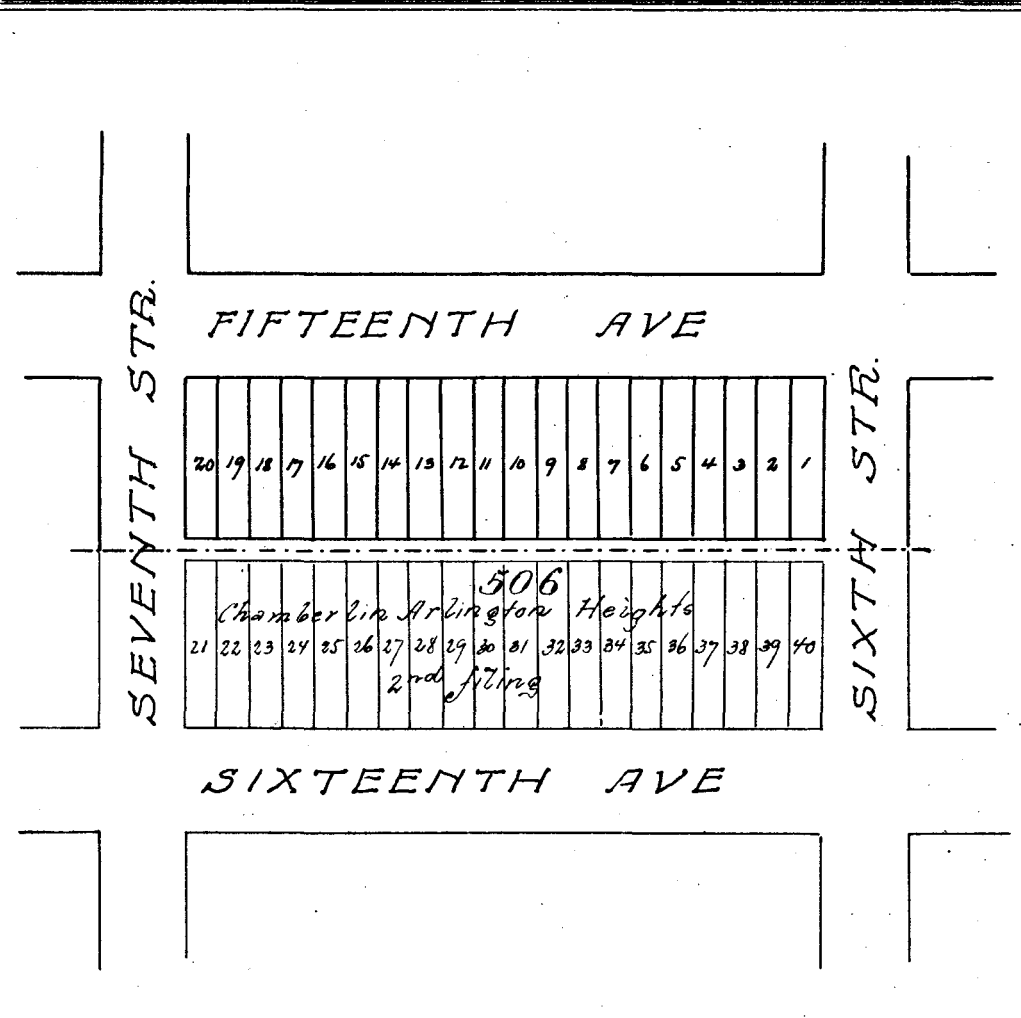 FIFTEENTH AVE
SEVENTH STR.
SIXTH STR.
20 19 18 17 16 15 14 13 12 11 10 9 8 7 6 5 4 3 2 1
506
Chamberlin Arlington Heights
21 22 23 24 25 26 27 28 29 30 31 32 33 34 35 36 37 38 39 40
2nd filing
SIXTEENTH AVE